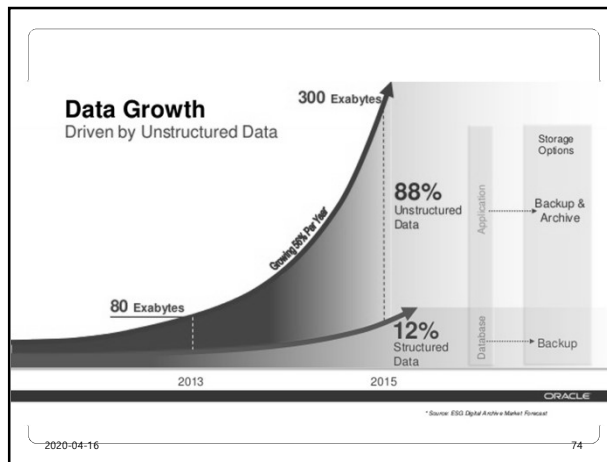 Data Growth
Driven by Unstructured Data
300 Exabytes
Growing 56% Per Year
80 Exabytes
88%
Unstructured
Data
12%
Structured
Data
Application
Database
Storage
Options
Backup &
Archive
Backup
2013
2015
ORACLE
* Source: ESG Digital Archive Market Forecast
2020-04-16
74